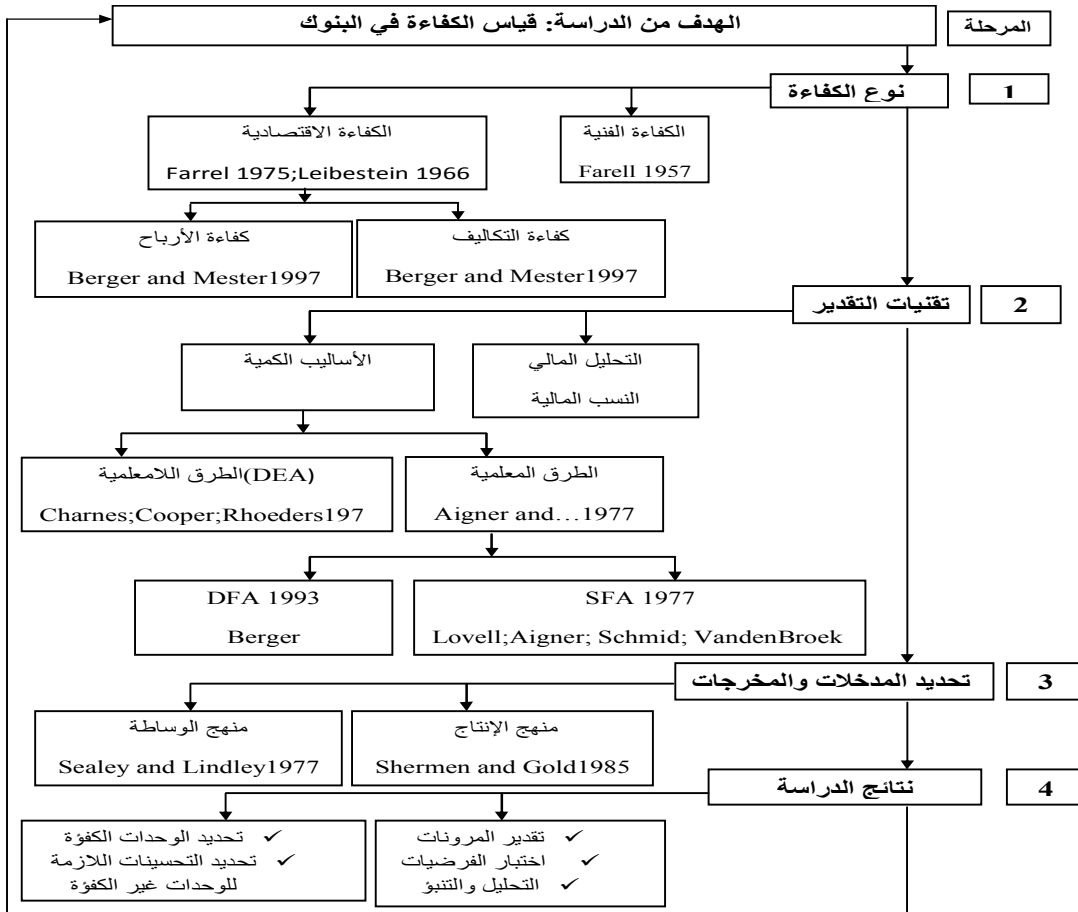 المرحلة
الهدف من الدراسة: قياس الكفاءة في البنوك
1
نوع الكفاءة
الكفاءة الفنية
Farell 1957
الكفاءة الاقتصادية
Farrel 1975;Leibestein 1966
كفاءة التكاليف
Berger and Mester1997
كفاءة الأرباح
Berger and Mester1997
2
تقنيات التقدير
التحليل المالي
النسب المالية
الأساليب الكمية
الطرق المعلمية
Aigner and…1977
الطرق اللامعلمية(DEA)
Charnes;Cooper;Rhoeders197
SFA 1977
Lovell;Aigner; Schmid; VandenBroek
DFA 1993
Berger
3
تحديد المدخلات والمخرجات
منهج الإنتاج
Shermen and Gold1985
منهج الوساطة
Sealey and Lindley1977
4
نتائج الدراسة
✓ تقدير المرونات
✓ اختبار الفرضيات
✓ التحليل والتنبؤ
✓ تحديد الوحدات الكفؤة
✓ تحديد التحسينات اللازمة
للوحدات غير الكفؤة